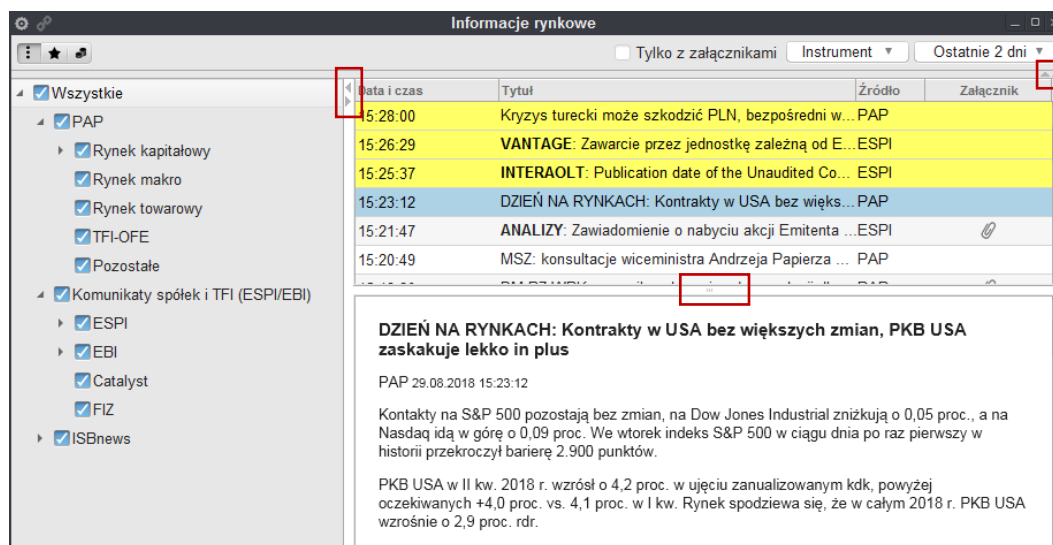 Informacje rynkowe
Tylko z załącznikami Instrument Ostatnie 2 dni
Wszystkie
PAP
Rynek kapitałowy
Rynek makro
Rynek towarowy
TFI-OFE
Pozostałe
Komunikaty spółek i TFI (ESPI/EBI)
ESPI
EBI
Catalyst
FIZ
ISBnews
Data i czas Tytuł Źródło Załącznik
15:28:00 Kryzys turecki może szkodzić PLN, bezpośredni w... PAP
15:26:29 VANTAGE: Zawarcie przez jednostkę zależną od E... ESPI
15:25:37 INTERAOLT: Publication date of the Unaudited Co... ESPI
15:23:12 DZIEŃ NA RYNKACH: Kontrakty w USA bez więks... PAP
15:21:47 ANALIZY: Zawiadomienie o nabyciu akcji Emitenta ... ESPI
15:20:49 MSZ: konsultacje wiceministra Andrzeja Papierza ... PAP
DZIEŃ NA RYNKACH: Kontrakty w USA bez większych zmian, PKB USA
zaskakuje lekko in plus
PAP 29.08.2018 15:23:12
Kontakty na S&P 500 pozostają bez zmian, na Dow Jones Industrial zniżkują o 0,05 proc., a na
Nasdaq idą w górę o 0,09 proc. We wtorek indeks S&P 500 w ciągu dnia po raz pierwszy w
historii przekroczył barierę 2.900 punktów.
PKB USA w II kw. 2018 r. wzrósł o 4,2 proc. w ujęciu zanualizowanym kdk, powyżej
oczekiwanych +4,0 proc. vs. 4,1 proc. w I kw. Rynek spodziewa się, że w całym 2018 r. PKB USA
wzrośnie o 2,9 proc. rdr.